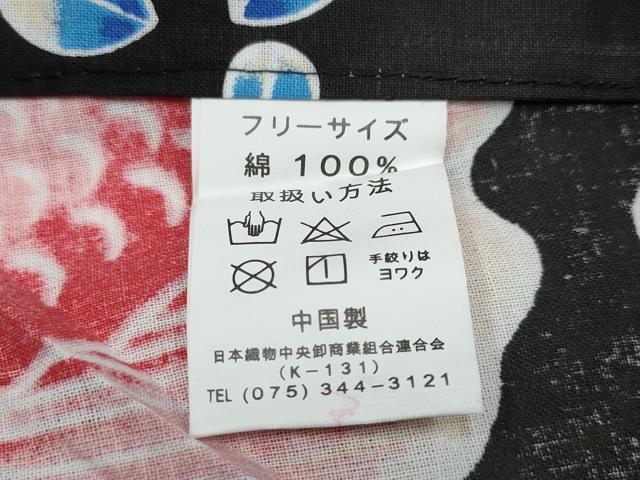 フリーサイズ
綿 100%
取扱い方法
手絞りは
ヨワク
中国製
日本織物中央卸商業組合連合会
(K-131)
TEL (075) 344-3121